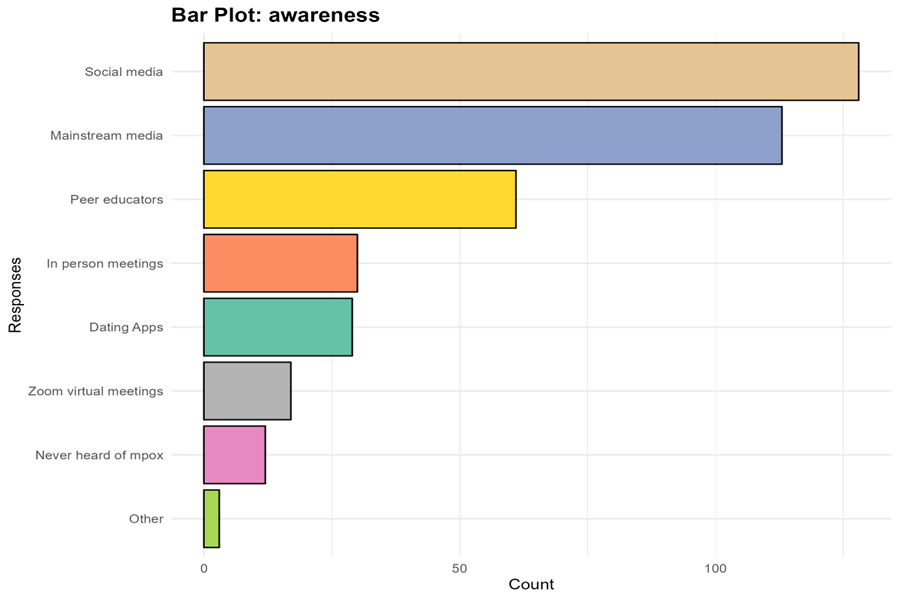 Bar Plot: awareness
Responses
Social media
Mainstream media
Peer educators
In person meetings
Dating Apps
Zoom virtual meetings
Never heard of mpox
Other
0 50 100
Count